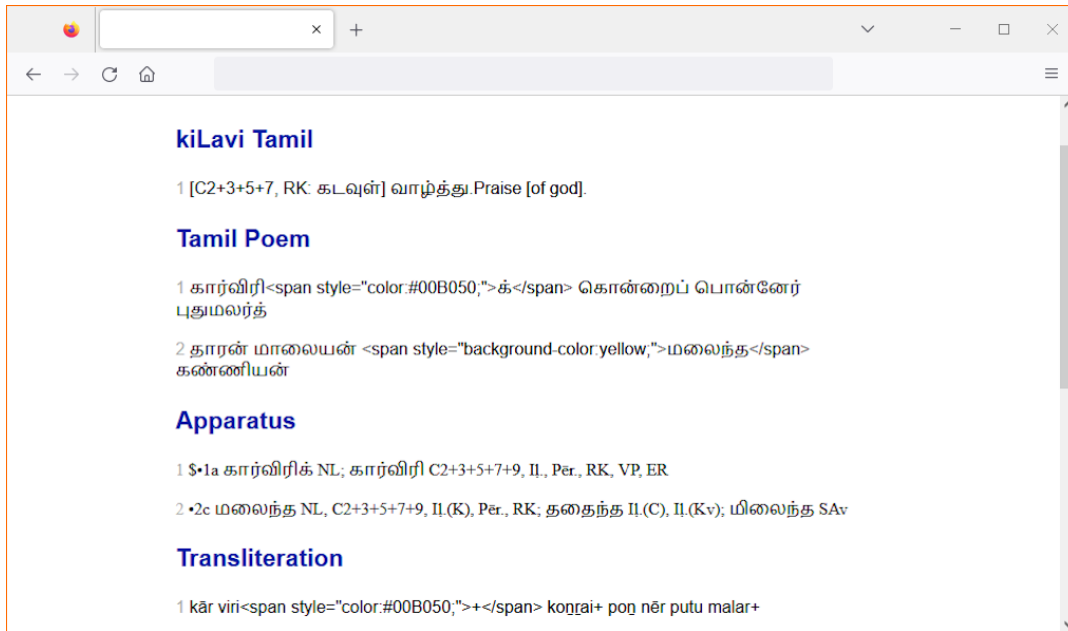 kiLavi Tamil
1 [C2+3+5+7, RK: கடவுள்] வாழ்த்து.Praise [of god].
Tamil Poem
1 கார்விரி<span style="color:#00B050;">க்</span> கொன்றைப் பொன்னேர்
புதுமலர்த்
2 தாரன் மாலையன் <span style="background-color:yellow;">மலைந்த</span>
கண்ணியன்
Apparatus
1 $•1a கார்விரிக் NL; கார்விரி C2+3+5+7+9, Iḷ., Pēr., RK, VP, ER
2 •2c மலைந்த NL, C2+3+5+7+9, Iḷ.(K), Pēr., RK; ததைந்த Iḷ.(C), Iḷ.(Kv); மிலைந்த SAv
Transliteration
1 kār viri<span style="color:#00B050;">+</span> koṉṟai+ poṉ nēr putu malar+